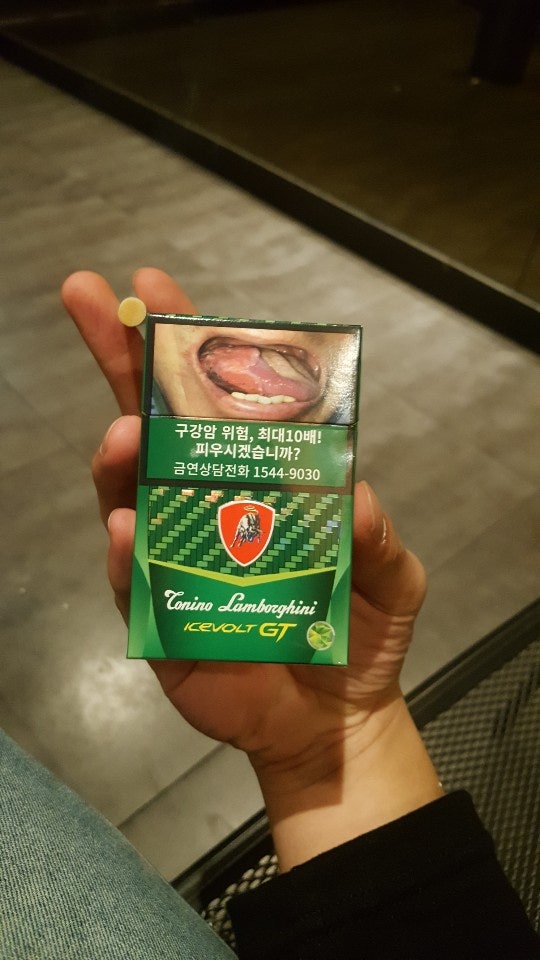 구강암 위험, 최대10배!
피우시겠습니까?
금연상담전화 1544-9030
Tonino Lamborghini
ICEVOLT GT